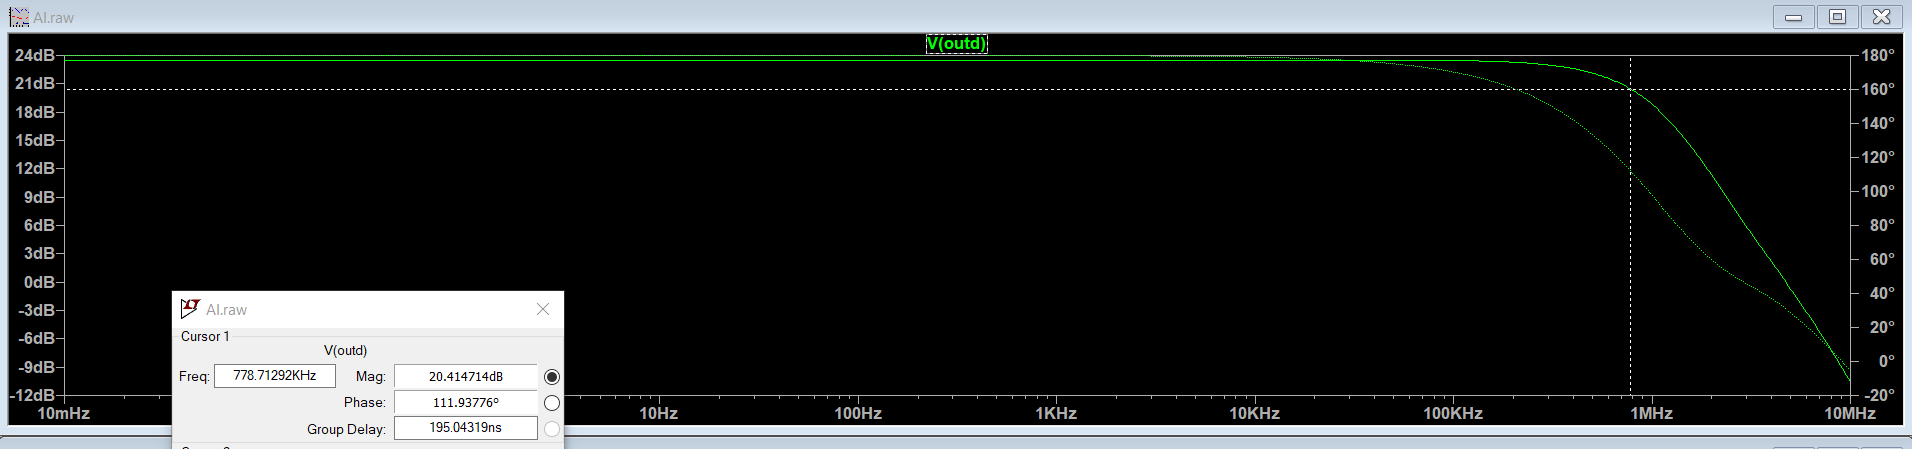 AI.raw
V(outd)
24dB
21dB
18dB
15dB
12dB
9dB
6dB
3dB
0dB
-3dB
-6dB
-9dB
-12dB
180°
160°
140°
120°
100°
80°
60°
40°
20°
0°
-20°
10mHz 10Hz 100Hz 1KHz 10KHz 100KHz 1MHz 10MHz
AI.raw
Cursor 1
V(outd)
Freq: 778.71292KHz Mag: 20.414714dB
Phase: 111.93776°
Group Delay: 195.04319ns